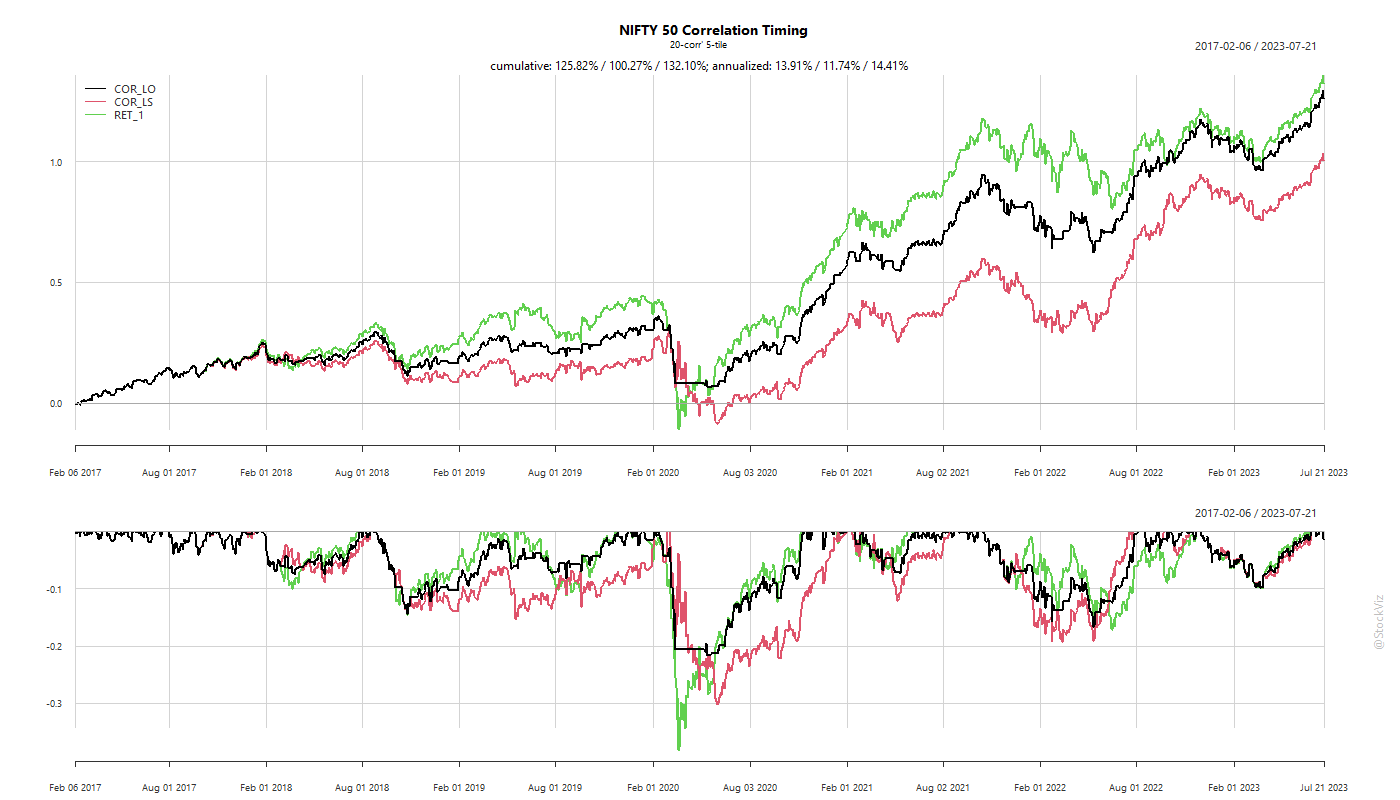 NIFTY 50 Correlation Timing
20-corr' 5-tile
2017-02-06 / 2023-07-21
cumulative: 125.82% / 100.27% / 132.10%; annualized: 13.91% / 11.74% / 14.41%
COR_LO
COR_LS
RET_1
1.0
0.5
0.0
Feb 06 2017 Aug 01 2017 Feb 01 2018 Aug 01 2018 Feb 01 2019 Aug 01 2019 Feb 01 2020 Aug 03 2020 Feb 01 2021 Aug 02 2021 Feb 01 2022 Aug 01 2022 Feb 01 2023 Jul 21 2023
2017-02-06 / 2023-07-21
-0.1
-0.2
-0.3
@StockViz
Feb 06 2017 Aug 01 2017 Feb 01 2018 Aug 01 2018 Feb 01 2019 Aug 01 2019 Feb 01 2020 Aug 03 2020 Feb 01 2021 Aug 02 2021 Feb 01 2022 Aug 01 2022 Feb 01 2023 Jul 21 2023